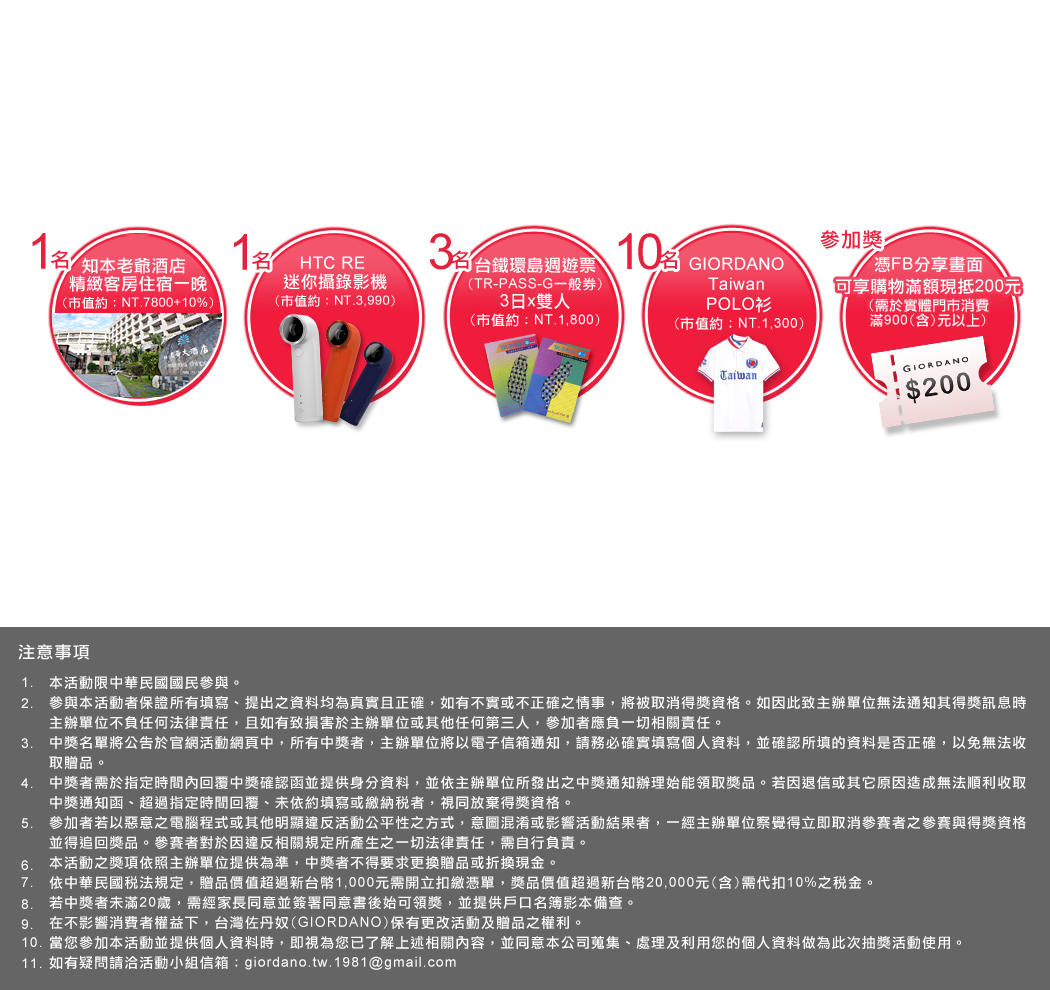 1名
知本老爺酒店
精緻客房住宿一晚
(市值約：NT.7800+10%)
1名
HTC RE
迷你攝錄影機
(市值約：NT.3,990)
3名
台鐵環島週遊票
(TR-PASS-G一般券)
3日x雙人
(市值約：NT.1,800)
10名
GIORDANO
Taiwan
POLO衫
(市值約：NT.1,300)
Taiwan
參加獎
憑FB分享畫面
可享購物滿額現抵200元
(需於實體門市消費
滿900(含)元以上)
GIORDANO
$200
注意事項
1. 本活動限中華民國國民參與。
2. 參與本活動者保證所有填寫、提出之資料均為真實且正確，如有不實或不正確之情事，將被取消得獎資格。如因此致主辦單位無法通知其得獎訊息時
主辦單位不負任何法律責任，且如有致損害於主辦單位或其他任何第三人，參加者應負一切相關責任。
3. 中獎名單將公告於官網活動網頁中，所有中獎者，主辦單位將以電子信箱通知，請務必確實填寫個人資料，並確認所填的資料是否正確，以免無法收
取贈品。
4. 中獎者需於指定時間內回覆中獎確認函並提供身分資料，並依主辦單位所發出之中獎通知辦理始能領取獎品。若因退信或其它原因造成無法順利收取
中獎通知函、超過指定時間回覆、未依約填寫或繳納稅者，視同放棄得獎資格。
5. 參加者若以惡意之電腦程式或其他明顯違反活動公平性之方式，意圖混淆或影響活動結果者，一經主辦單位察覺得立即取消參賽者之參賽與得獎資格
並得追回獎品。參賽者對於因違反相關規定所產生之一切法律責任，需自行負責。
6. 本活動之獎項依照主辦單位提供為準，中獎者不得要求更換贈品或折換現金。
7. 依中華民國稅法規定，贈品價值超過新台幣1,000元需開立扣繳憑單，獎品價值超過新台幣20,000元(含)需代扣10%之稅金。
8. 若中獎者未滿20歲，需經家長同意並簽署同意書後始可領獎，並提供戶口名簿影本備查。
9. 在不影響消費者權益下，台灣佐丹奴(GIORDANO)保有更改活動及贈品之權利。
10. 當您參加本活動並提供個人資料時，即視為您已了解上述相關內容，並同意本公司蒐集、處理及利用您的個人資料做為此次抽獎活動使用。
11. 如有疑問請洽活動小組信箱：giordano.tw.1981@gmail.com